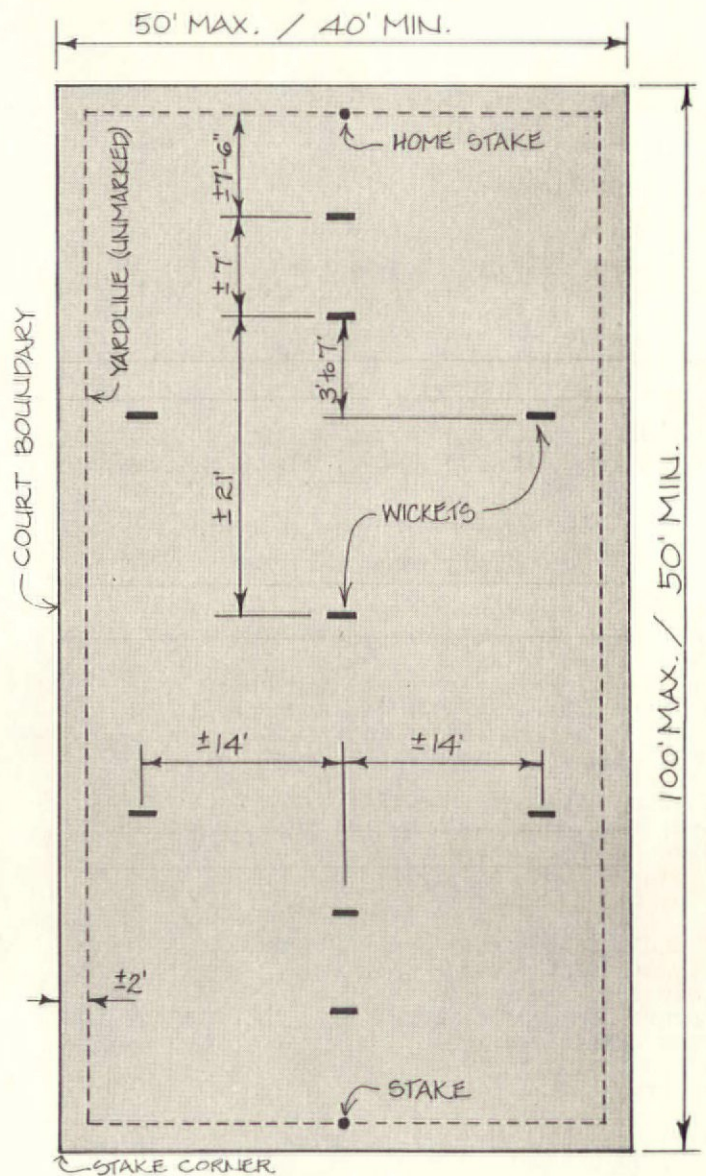 50' MAX. / 40' MIN.
HOME STAKE
±7'-6"
YARDLINE (UNMARKED)
±7'
3' to 7'
COURT BOUNDARY
±21'
WICKETS
100' MAX. / 50' MIN.
±14'
±14'
±2'
STAKE
STAKE CORNER